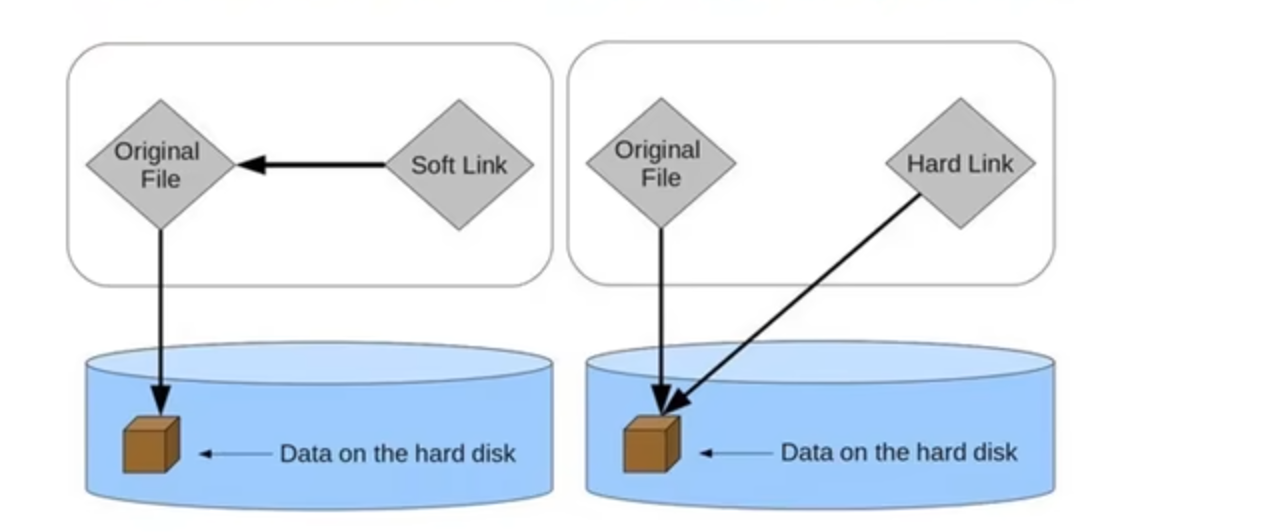 Original
File
Soft Link
Original
File
Hard Link
Data on the hard disk
Data on the hard disk